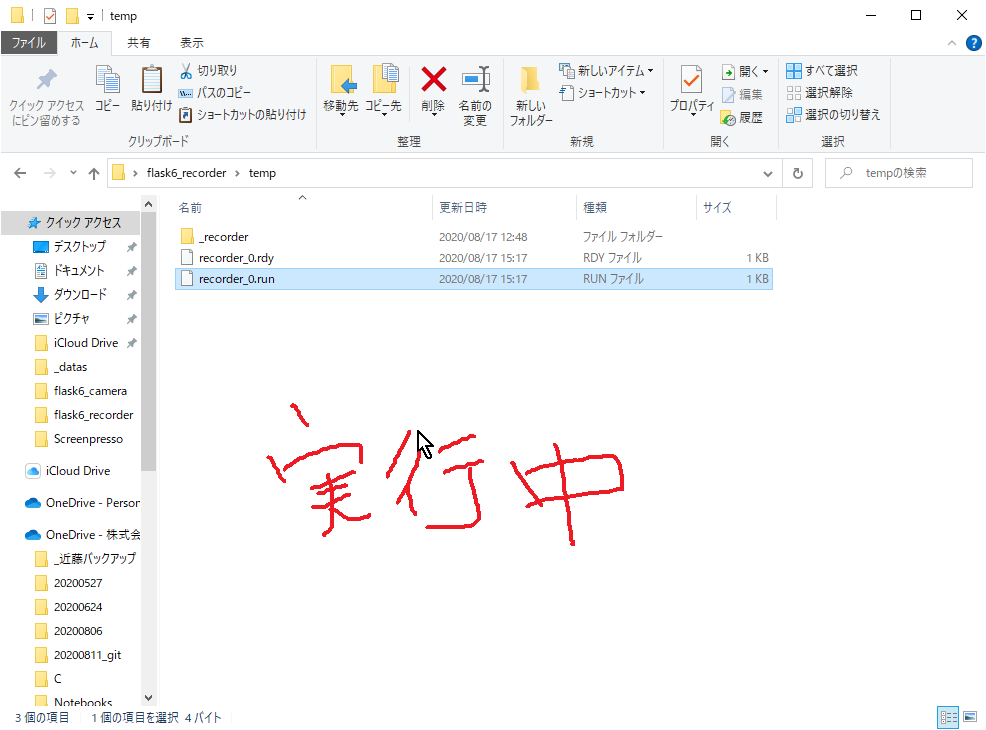 temp
ファイル ホーム 共有 表示
クイック アクセス
にピン留めする
コピー
貼り付け
切り取り
パスのコピー
ショートカットの貼り付け
クリップボード
移動先
コピー先
削除
名前の
変更
整理
新しい
フォルダー
新しいアイテム
ショートカット
新規
プロパティ
開く
編集
履歴
開く
すべて選択
選択解除
選択の切り替え
選択
flask6_recorder > temp
tempの検索
名前 更新日時 種類 サイズ
_recorder 2020/08/17 12:48 ファイル フォルダー
recorder_0.rdy 2020/08/17 15:17 RDY ファイル 1 KB
recorder_0.run 2020/08/17 15:17 RUN ファイル 1 KB
クイック アクセス
デスクトップ
ドキュメント
ダウンロード
ピクチャ
iCloud Drive
_datas
flask6_camera
flask6_recorder
Screenpresso
iCloud Drive
OneDrive - Person
OneDrive - 株式会
_近藤バックアップ
20200527
20200624
20200806
20200811_git
C
Notebooks
実行中
3 個の項目 1 個の項目を選択 4 バイト